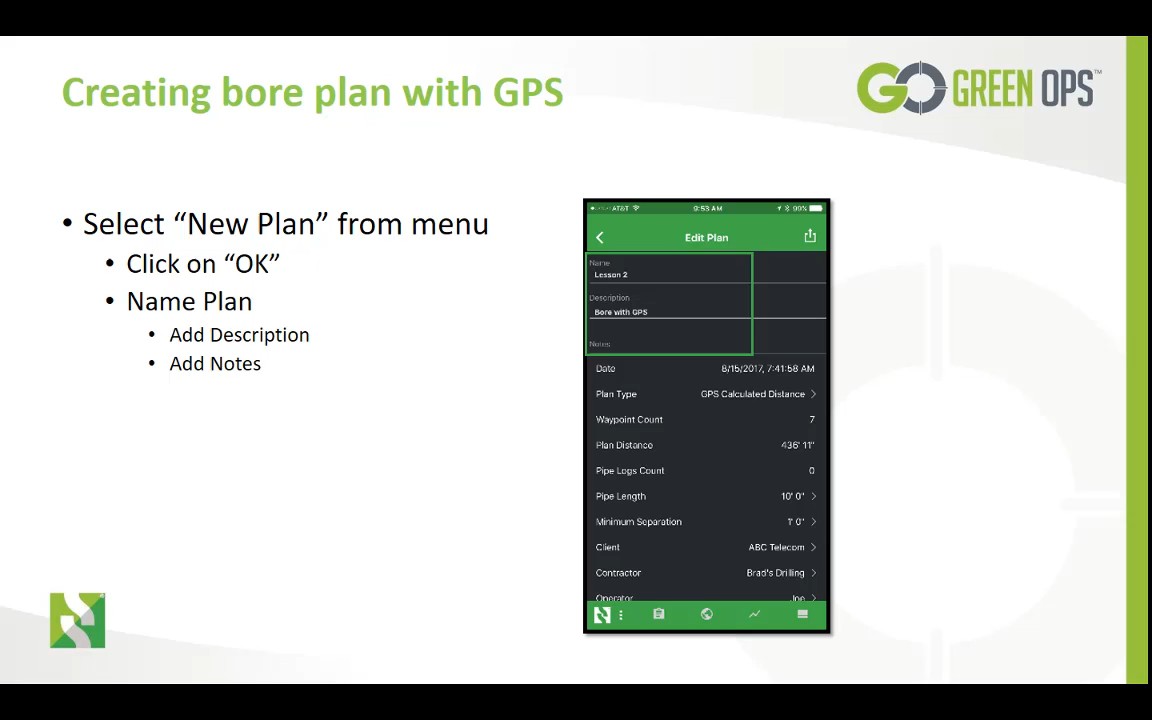 Creating bore plan with GPS
GO GREEN OPS™
• Select “New Plan” from menu
• Click on “OK”
• Name Plan
• Add Description
• Add Notes
AT&T 9:53 AM 99%
Edit Plan
Name
Lesson 2
Description
Bore with GPS
Notes
Date 8/15/2017, 7:41:58 AM
Plan Type GPS Calculated Distance
Waypoint Count 7
Plan Distance 436' 11"
Pipe Logs Count 0
Pipe Length 10' 0"
Minimum Separation 1' 0"
Client ABC Telecom
Contractor Brad's Drilling
Operator Joe